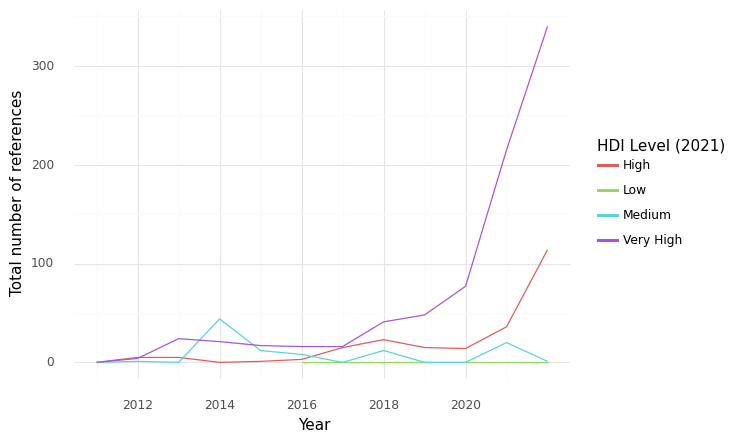 300
200
100
0
Total number of references
2012 2014 2016 2018 2020
Year
HDI Level (2021)
High
Low
Medium
Very High